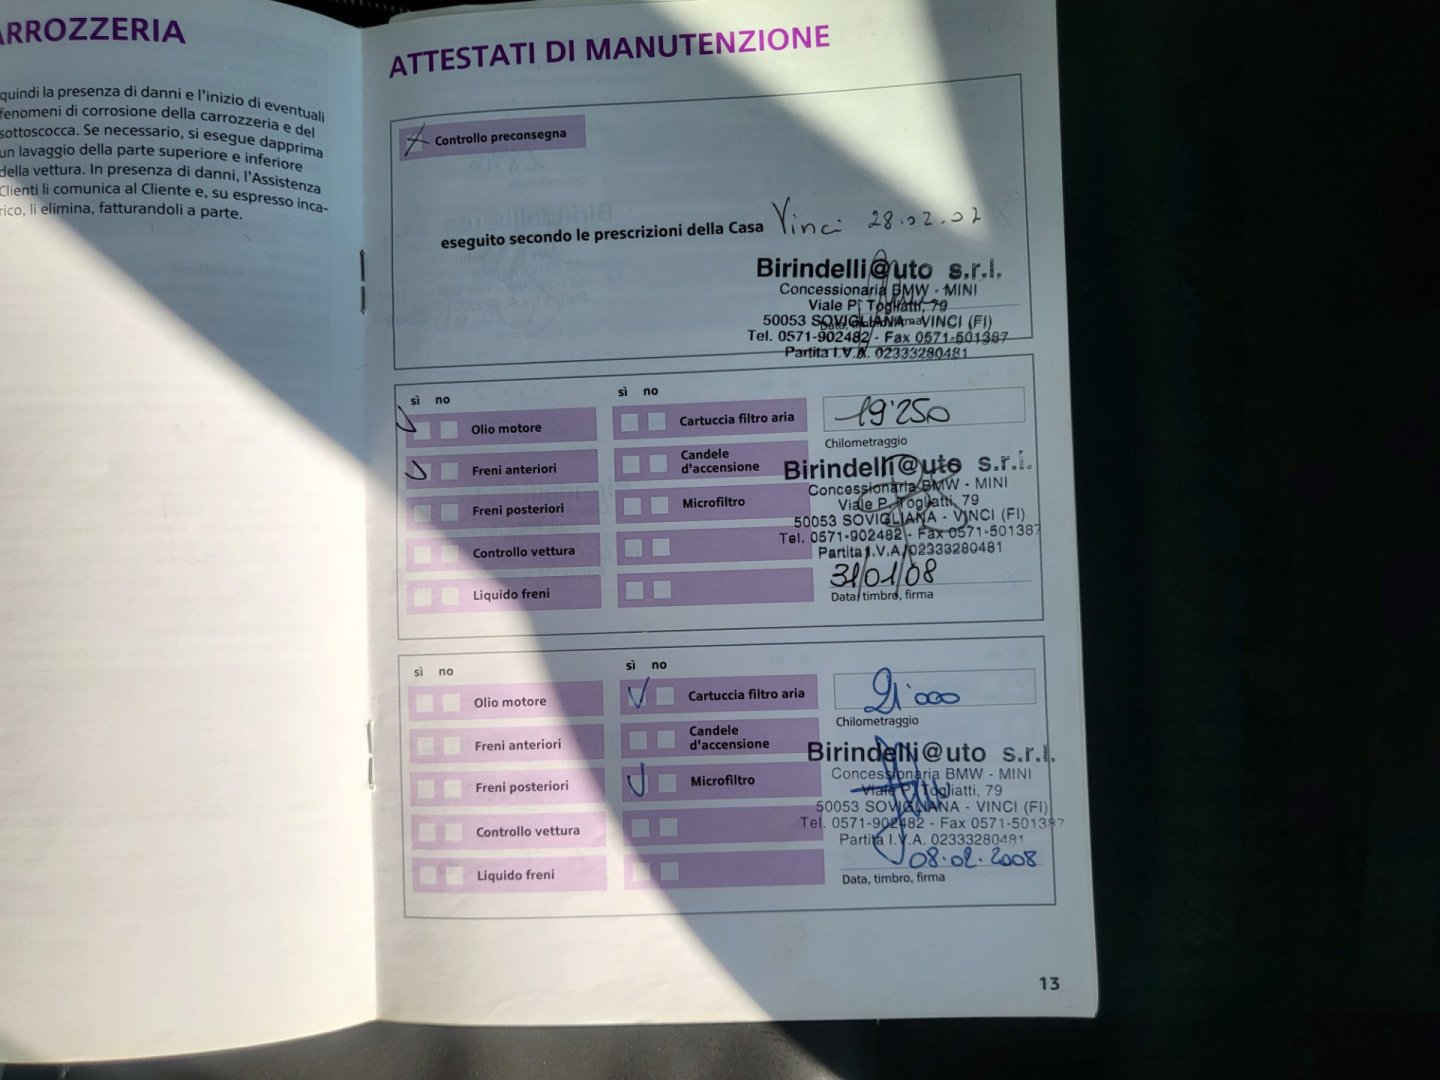 ARROZZERIA
quindi la presenza di danni e l'inizio di eventuali
fenomeni di corrosione della carrozzeria e del
sottoscocca. Se necessario, si esegue dapprima
un lavaggio della parte superiore e inferiore
della vettura. In presenza di danni, l'Assistenza
Clienti li comunica al Cliente e, su espresso inca-
rico, li elimina, fatturandoli a parte.
ATTESTATI DI MANUTENZIONE
Controllo preconsegna
eseguito secondo le prescrizioni della Casa Vinci 28.02.07
Birindelli@uto s.r.l.
Concessionaria BMW - MINI
Viale P. Togliatti, 79
50053 SOVIGLIANA - VINCI (FI)
Data, timbro, firma
Tel. 0571-902482 - Fax 0571-501387
Partita I.V.A. 02333280481
sì no
Olio motore
Freni anteriori
Freni posteriori
Controllo vettura
Liquido freni
sì no
Cartuccia filtro aria
Candele
d'accensione
Microfiltro
19'250
Chilometraggio
Birindelli@uto s.r.l.
Concessionaria BMW - MINI
Viale P. Togliatti, 79
50053 SOVIGLIANA - VINCI (FI)
Tel. 0571-902482 - Fax 0571-501387
Partita I.V.A. 02333280481
31/01/08
Data, timbro, firma
sì no
Olio motore
Freni anteriori
Freni posteriori
Controllo vettura
Liquido freni
sì no
Cartuccia filtro aria
Candele
d'accensione
Microfiltro
21'000
Chilometraggio
Birindelli@uto s.r.l.
Concessionaria BMW - MINI
Viale P. Togliatti, 79
50053 SOVIGLIANA - VINCI (FI)
Tel. 0571-902482 - Fax 0571-501387
Partita I.V.A. 02333280481
08.02.2008
Data, timbro, firma
13